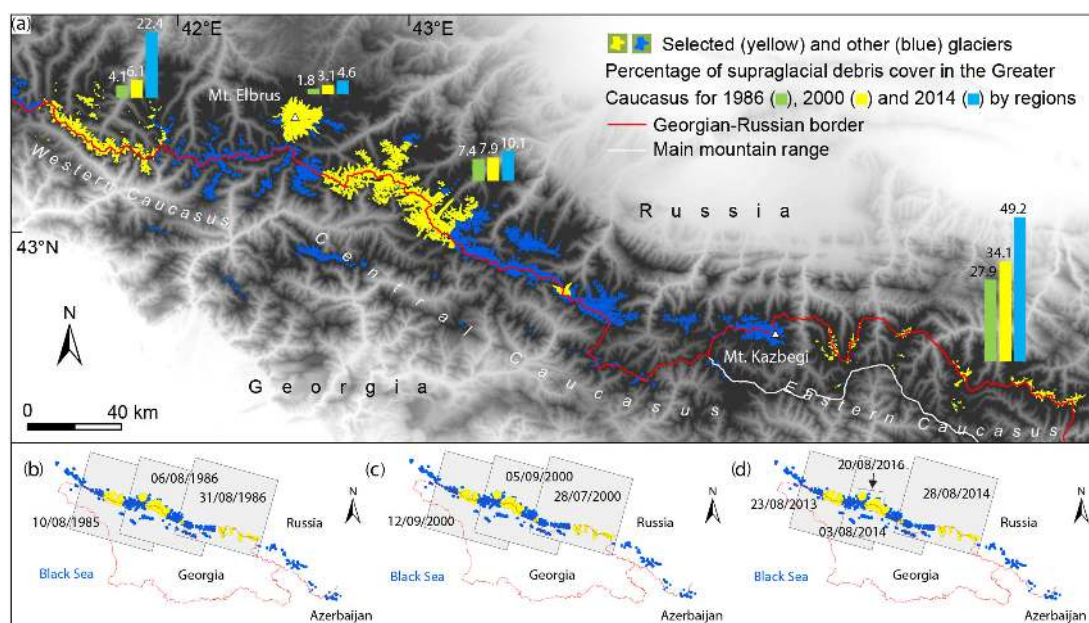 (a)
42°E
43°E
22.4
4.1
6.1
Mt. Elbrus
1.8
3.1
4.6
Selected (yellow) and other (blue) glaciers
Percentage of supraglacial debris cover in the Greater
Caucasus for 1986 ( ), 2000 ( ) and 2014 ( ) by regions
Georgian-Russian border
Main mountain range
7.4
7.9
10.1
Western Caucasus
43°N
Russia
49.2
34.1
27.9
Central Caucasus
N
Mt. Kazbegi
Georgia
Eastern Caucasus
0 40 km
(b)
06/08/1986
31/08/1986
10/08/1985
N
Russia
Black Sea
Georgia
Azerbaijan
(c)
05/09/2000
28/07/2000
12/09/2000
N
Russia
Black Sea
Georgia
Azerbaijan
(d)
20/08/2016
28/08/2014
23/08/2013
03/08/2014
N
Russia
Black Sea
Georgia
Azerbaijan